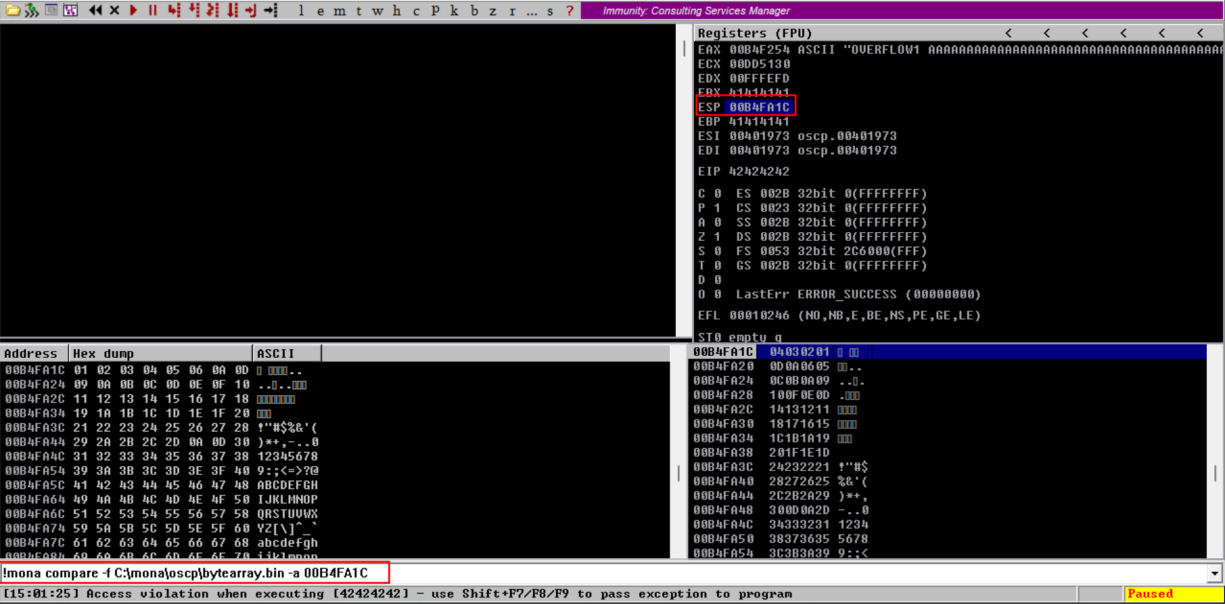 l e m t w h c P k b z r ... s ?
Immunity: Consulting Services Manager
Registers (FPU) < < < < < <
EAX 00B4F254 ASCII "OVERFLOW1 AAAAAAAAAAAAAAAAAAAAAAAAAAAAAAAAAAAAAAAAAA
ECX 00DD5130
EDX 00FFFEFD
EBX 41414141
ESP 00B4FA1C
EBP 41414141
ESI 00401973 oscp.00401973
EDI 00401973 oscp.00401973
EIP 42424242
C 0 ES 002B 32bit 0(FFFFFFFF)
P 1 CS 0023 32bit 0(FFFFFFFF)
A 0 SS 002B 32bit 0(FFFFFFFF)
Z 1 DS 002B 32bit 0(FFFFFFFF)
S 0 FS 0053 32bit 2C6000(FFF)
T 0 GS 002B 32bit 0(FFFFFFFF)
D 0
O 0 LastErr ERROR_SUCCESS (00000000)
EFL 00010246 (NO,NB,E,BE,NS,PE,GE,LE)
ST0 empty g
Address Hex dump ASCII
00B4FA1C 01 02 03 04 05 06 0A 0D ..
00B4FA24 09 0A 0B 0C 0D 0E 0F 10 ....
00B4FA2C 11 12 13 14 15 16 17 18
00B4FA34 19 1A 1B 1C 1D 1E 1F 20
00B4FA3C 21 22 23 24 25 26 27 28 !"#$%&'(
00B4FA44 29 2A 2B 2C 2D 0A 0D 30 )*+,-..0
00B4FA4C 31 32 33 34 35 36 37 38 12345678
00B4FA54 39 3A 3B 3C 3D 3E 3F 40 9:;<=>?@
00B4FA5C 41 42 43 44 45 46 47 48 ABCDEFGH
00B4FA64 49 4A 4B 4C 4D 4E 4F 50 IJKLMNOP
00B4FA6C 51 52 53 54 55 56 57 58 QRSTUVWX
00B4FA74 59 5A 5B 5C 5D 5E 5F 60 YZ[\]^_`
00B4FA7C 61 62 63 64 65 66 67 68 abcdefgh
00B4FA84 69 6A 6B 6C 6D 6E 6F 70 ijklmnop
00B4FA1C 04030201
00B4FA20 0D0A0605 ..
00B4FA24 0C0B0A09 ...
00B4FA28 100F0E0D .
00B4FA2C 14131211
00B4FA30 18171615
00B4FA34 1C1B1A19
00B4FA38 201F1E1D
00B4FA3C 24232221 !"#$
00B4FA40 28272625 %&'(
00B4FA44 2C2B2A29 )*+,
00B4FA48 300D0A2D -..0
00B4FA4C 34333231 1234
00B4FA50 38373635 5678
00B4FA54 3C3B3A39 9:;<
!mona compare -f C:\mona\oscp\bytearray.bin -a 00B4FA1C
[15:01:25] Access violation when executing [42424242] - use Shift+F7/F8/F9 to pass exception to program
Paused